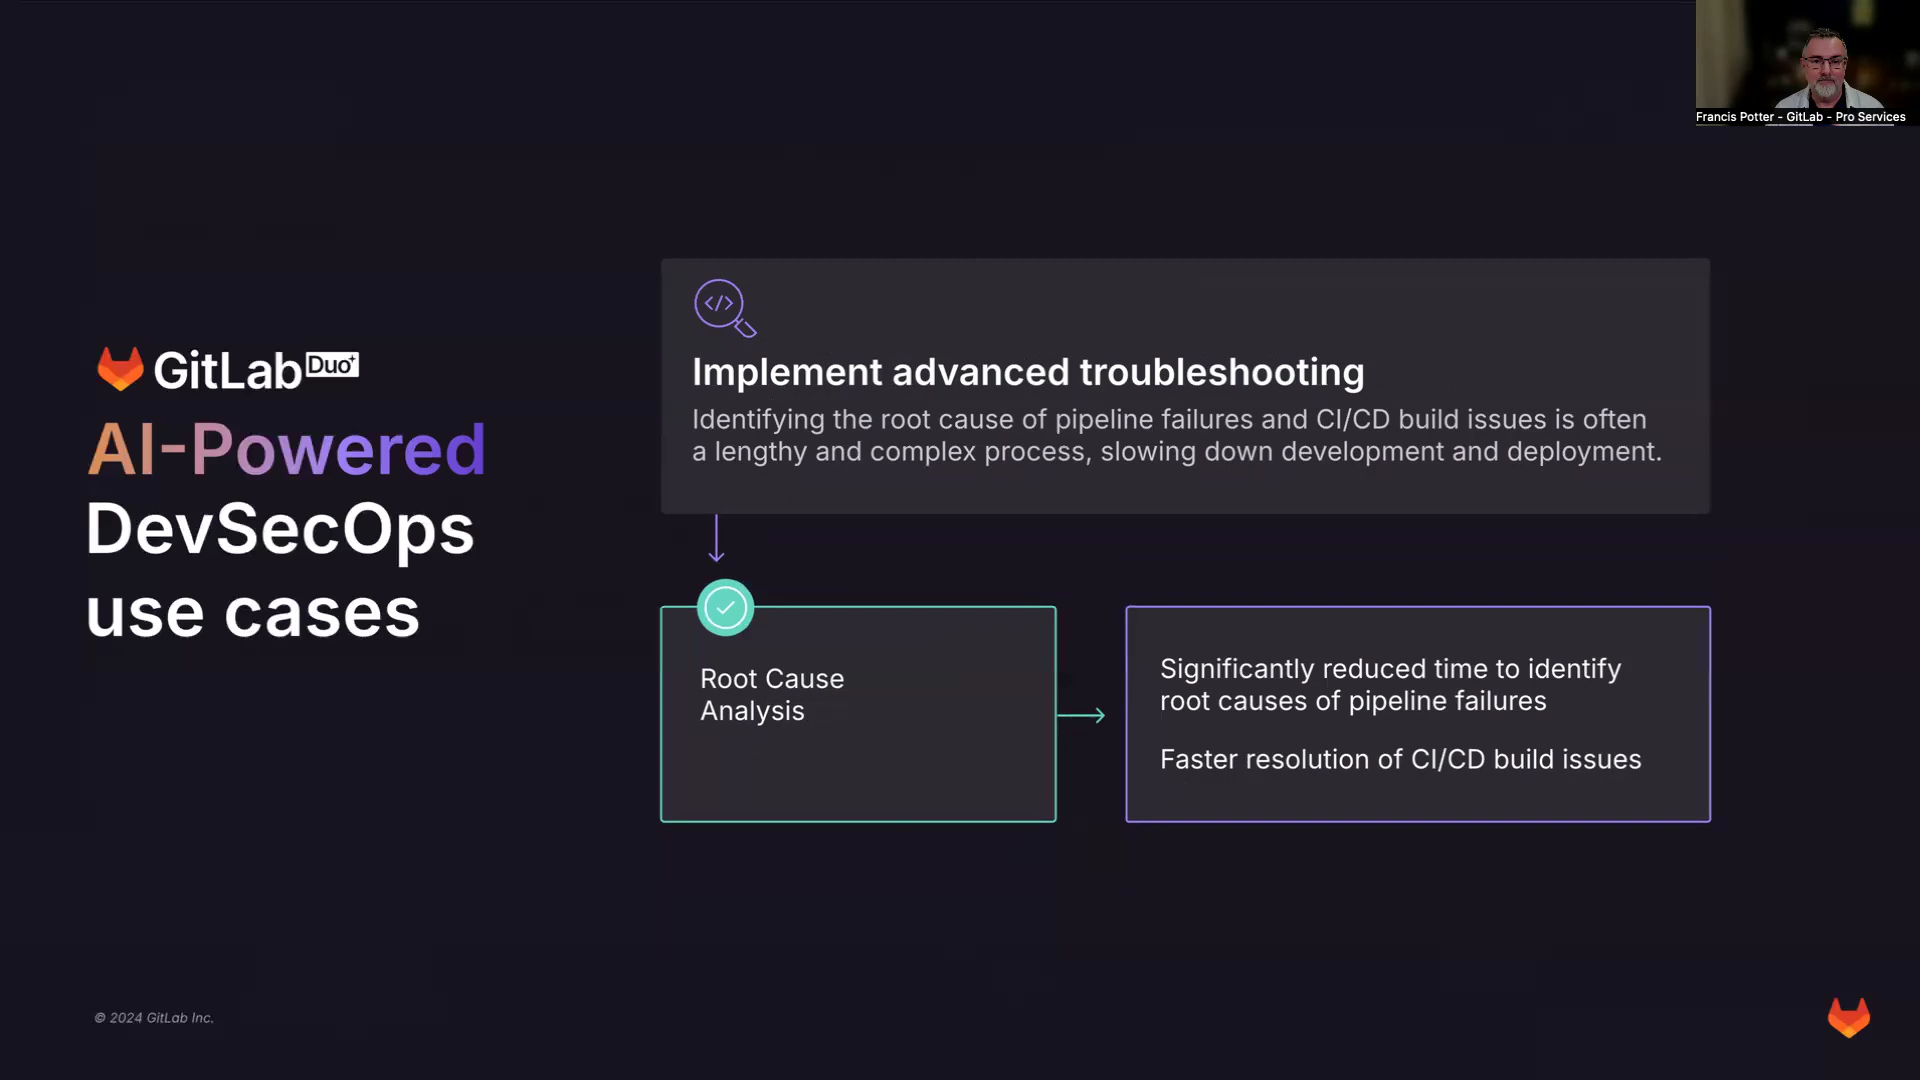 Francis Potter - GitLab - Pro Services
GitLab Duo
AI-Powered
DevSecOps
use cases
</>
Implement advanced troubleshooting
Identifying the root cause of pipeline failures and CI/CD build issues is often
a lengthy and complex process, slowing down development and deployment.
Root Cause
Analysis
Significantly reduced time to identify
root causes of pipeline failures
Faster resolution of CI/CD build issues
© 2024 GitLab Inc.